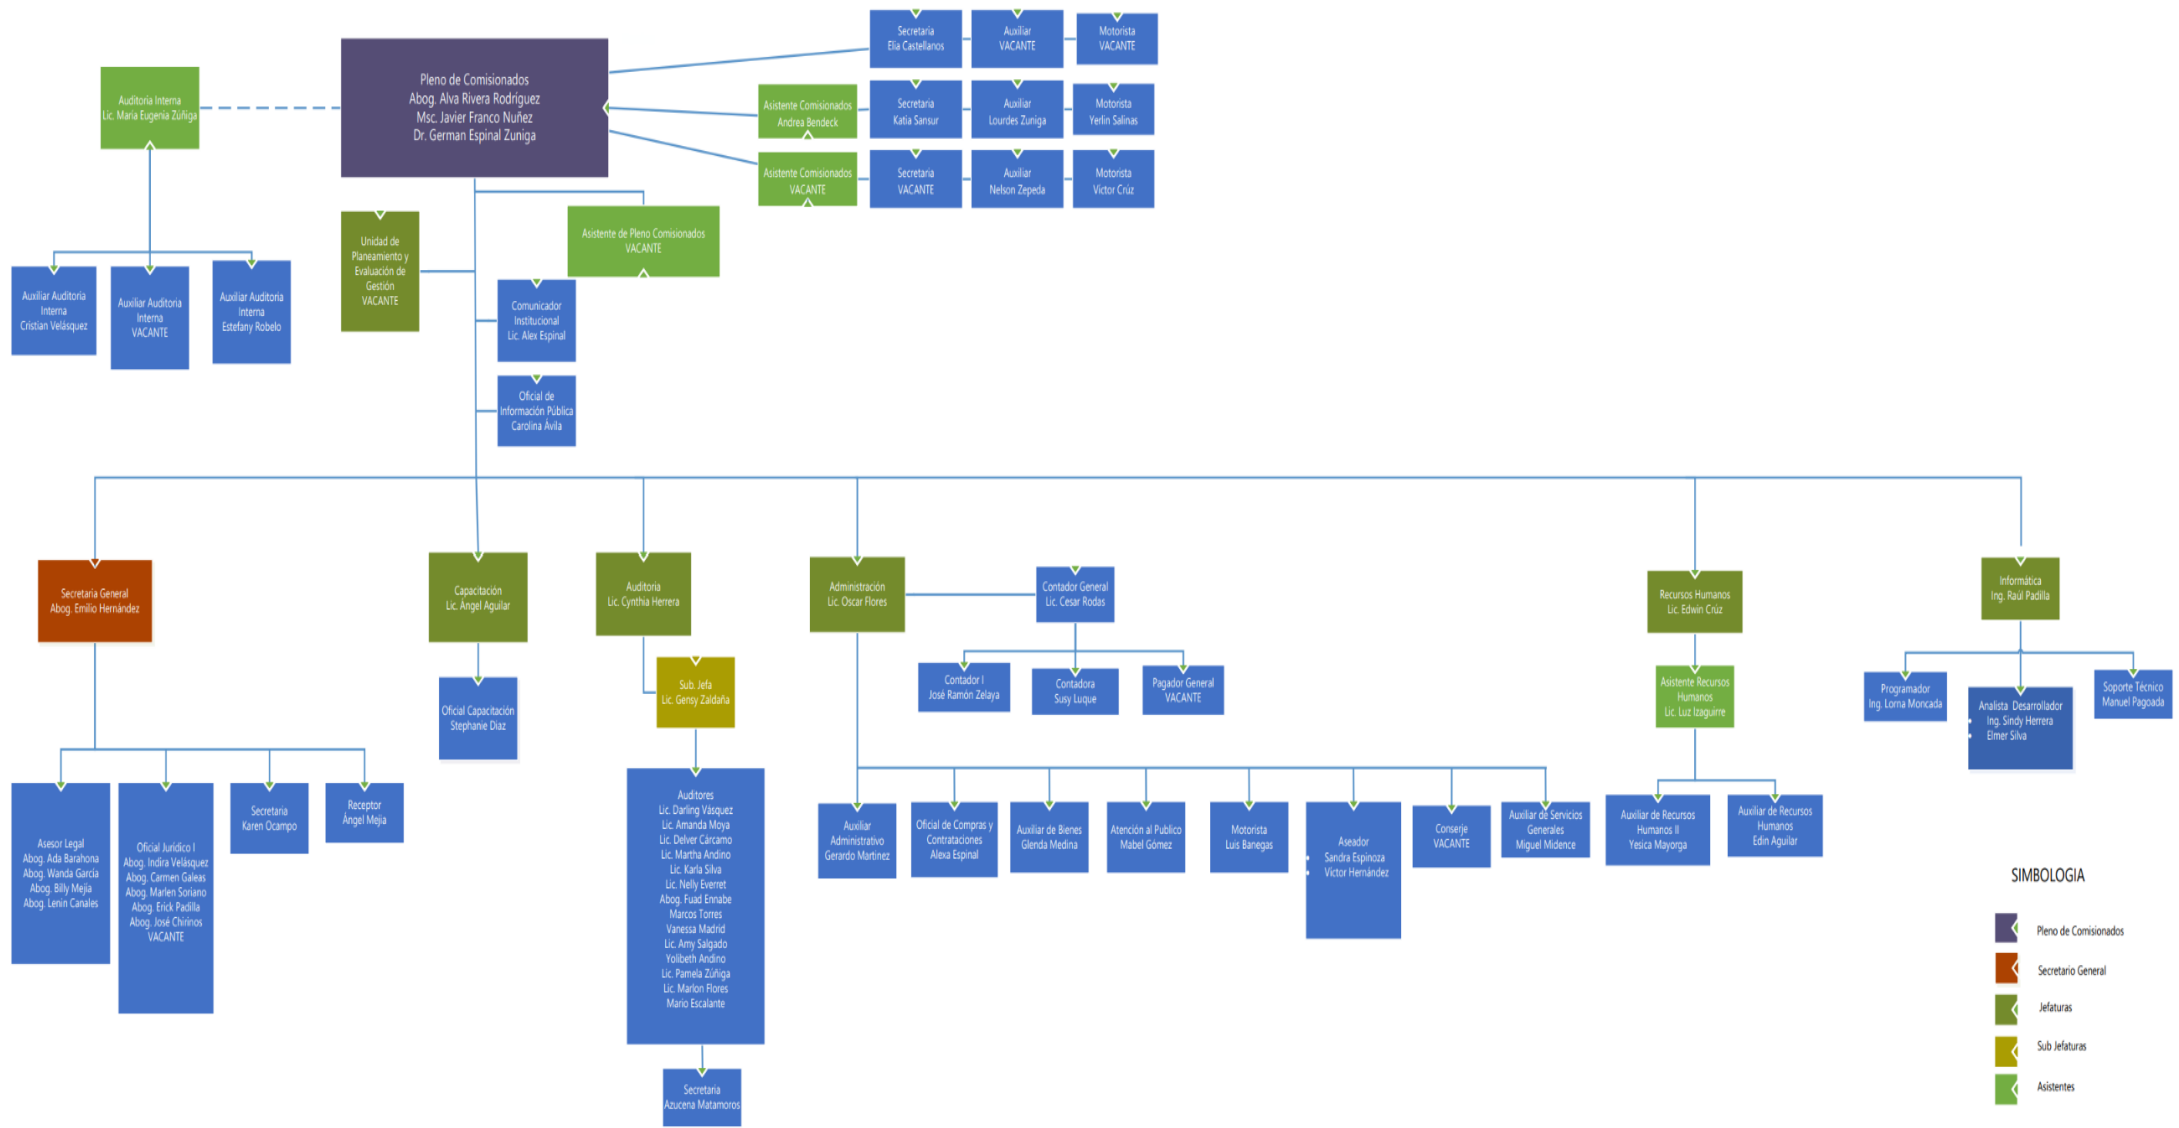 Secretaria
Elia Castellanos
Auxiliar
VACANTE
Motorista
VACANTE
Pleno de Comisionados
Abog. Alva Rivera Rodríguez
Msc. Javier Franco Nuñez
Dr. German Espinal Zuniga
Auditoria Interna
Lic. Maria Eugenia Zúñiga
Asistente Comisionados
Andrea Bendeck
Secretaria
Katia Sansur
Auxiliar
Lourdes Zuniga
Motorista
Yerlin Salinas
Asistente Comisionados
VACANTE
Secretaria
VACANTE
Auxiliar
Nelson Zepeda
Motorista
Victor Crúz
Unidad de
Planeamiento y
Evaluación de
Gestión
VACANTE
Asistente de Pleno Comisionados
VACANTE
Auxiliar Auditoria
Interna
Cristian Velásquez
Auxiliar Auditoria
Interna
VACANTE
Auxiliar Auditoria
Interna
Estefany Robelo
Comunicador
Institucional
Lic. Alex Espinal
Oficial de
Información Pública
Carolina Ávila
Secretaria General
Abog. Emilio Hernández
Capacitación
Lic. Ángel Aguilar
Auditoria
Lic. Cynthia Herrera
Administración
Lic. Oscar Flores
Contador General
Lic. Cesar Rodas
Recursos Humanos
Lic. Edwin Crúz
Informática
Ing. Raúl Padilla
Oficial Capacitación
Stephanie Diaz
Sub. Jefa
Lic. Gensy Zaldaña
Contador I
José Ramón Zelaya
Contadora
Susy Luque
Pagador General
VACANTE
Asistente Recursos
Humanos
Lic. Luz Izaguirre
Programador
Ing. Lorna Moncada
Analista Desarrollador
Ing. Sindy Herrera
Elmer Silva
Soporte Técnico
Manuel Pagoada
Asesor Legal
Abog. Ada Barahona
Abog. Wanda Garcia
Abog. Billy Mejía
Abog. Lenin Canales
Oficial Jurídico I
Abog. Indira Velásquez
Abog. Carmen Galeas
Abog. Marlen Soriano
Abog. Erick Padilla
Abog. José Chirinos
VACANTE
Secretaria
Karen Ocampo
Receptor
Ángel Mejia
Auditores
Lic. Darling Vásquez
Lic. Amanda Moya
Lic. Delver Cárcamo
Lic. Martha Andino
Lic. Karla Silva
Lic. Nelly Everret
Abog. Fuad Ennabe
Marcos Torres
Vanessa Madrid
Lic. Amy Salgado
Yolibeth Andino
Lic. Pamela Zúñiga
Lic. Marlon Flores
Mario Escalante
Secretaria
Azucena Matamoros
Auxiliar
Administrativo
Gerardo Martinez
Oficial de Compras y
Contrataciones
Alexa Espinal
Auxiliar de Bienes
Glenda Medina
Atención al Publico
Mabel Gómez
Motorista
Luis Banegas
Aseador
Sandra Espinoza
Víctor Hernández
Conserje
VACANTE
Auxiliar de Servicios
Generales
Miguel Midence
Auxiliar de Recursos
Humanos II
Yesica Mayorga
Auxiliar de Recursos
Humanos
Edin Aguilar
SIMBOLOGIA
Pleno de Comisionados
Secretario General
Jefaturas
Sub Jefaturas
Asistentes